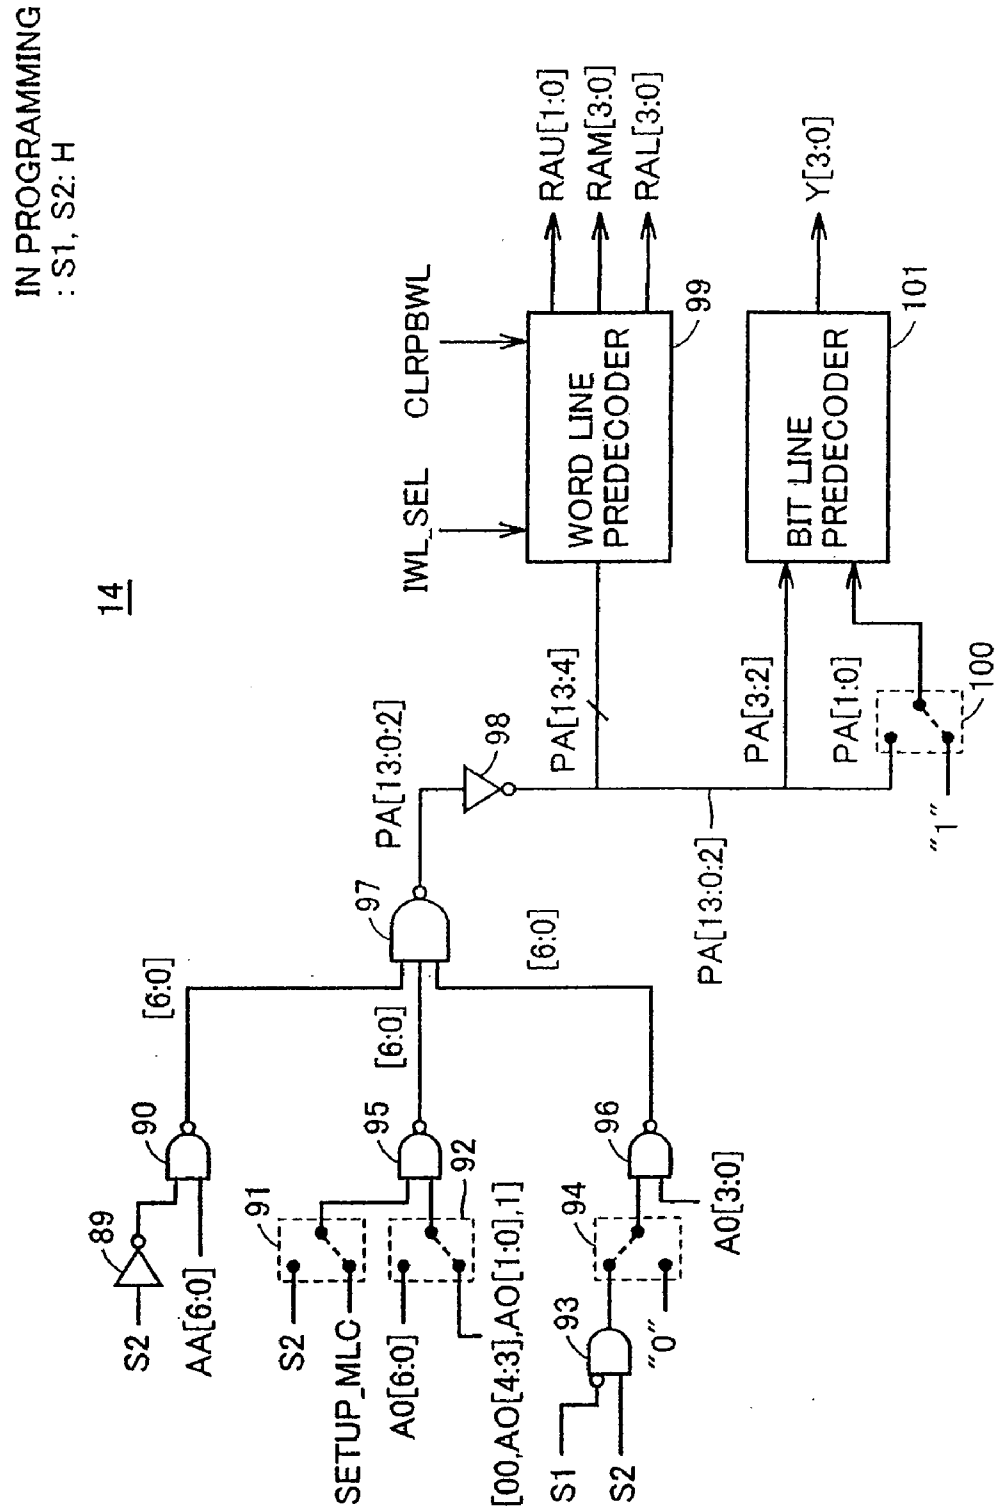 IN PROGRAMMING
: S1, S2: H
14
S2
89
AA[6:0]
90
[6:0]
S2
91
SETUP_MLC
A0[6:0]
92
[00,AO[4:3],AO[1:0],1]
95
[6:0]
S1
S2
93
94
"0"
A0[3:0]
96
[6:0]
97
PA[13:0:2]
98
PA[13:0:2]
PA[13:4]
PA[3:2]
PA[1:0]
"1"
100
IWL_SEL
CLRPBWL
WORD LINE
PREDECODER
99
RAU[1:0]
RAM[3:0]
RAL[3:0]
BIT LINE
PREDECODER
101
Y[3:0]